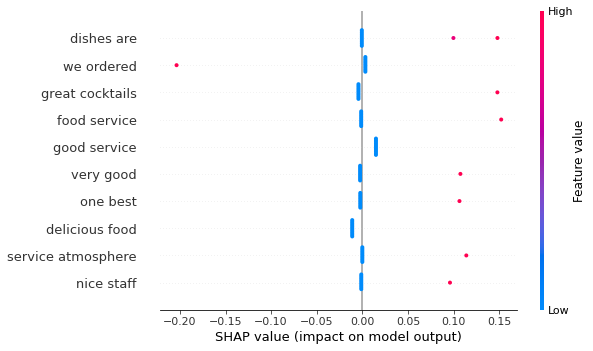 High
dishes are
we ordered
great cocktails
food service
good service
very good
one best
delicious food
service atmosphere
nice staff
Feature value
Low
−0.20 −0.15 −0.10 −0.05 0.00 0.05 0.10 0.15
SHAP value (impact on model output)